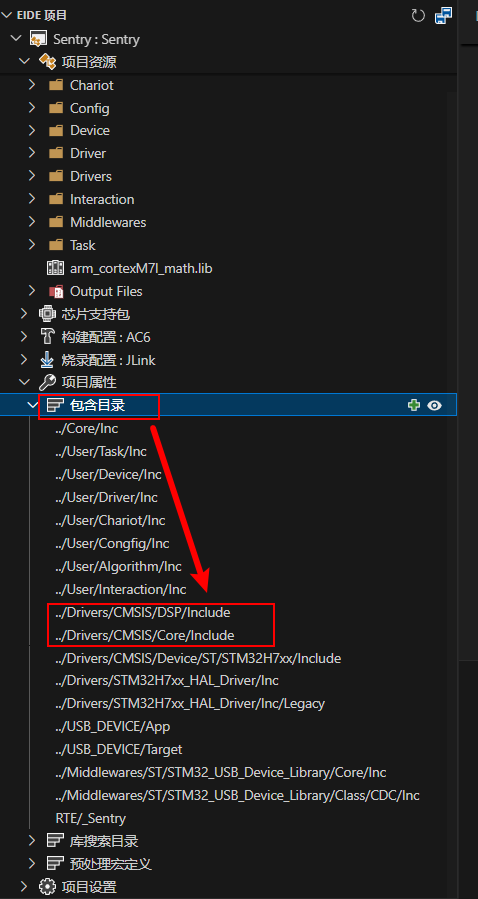 EIDE 项目
Sentry : Sentry
项目资源
Chariot
Config
Device
Driver
Drivers
Interaction
Middlewares
Task
arm_cortexM7l_math.lib
Output Files
芯片支持包
构建配置 : AC6
烧录配置 : JLink
项目属性
包含目录
../Core/Inc
../User/Task/Inc
../User/Device/Inc
../User/Driver/Inc
../User/Chariot/Inc
../User/Congfig/Inc
../User/Algorithm/Inc
../User/Interaction/Inc
../Drivers/CMSIS/DSP/Include
../Drivers/CMSIS/Core/Include
../Drivers/CMSIS/Device/ST/STM32H7xx/Include
../Drivers/STM32H7xx_HAL_Driver/Inc
../Drivers/STM32H7xx_HAL_Driver/Inc/Legacy
../USB_DEVICE/App
../USB_DEVICE/Target
../Middlewares/ST/STM32_USB_Device_Library/Core/Inc
../Middlewares/ST/STM32_USB_Device_Library/Class/CDC/Inc
RTE/_Sentry
库搜索目录
预处理宏定义
项目设置